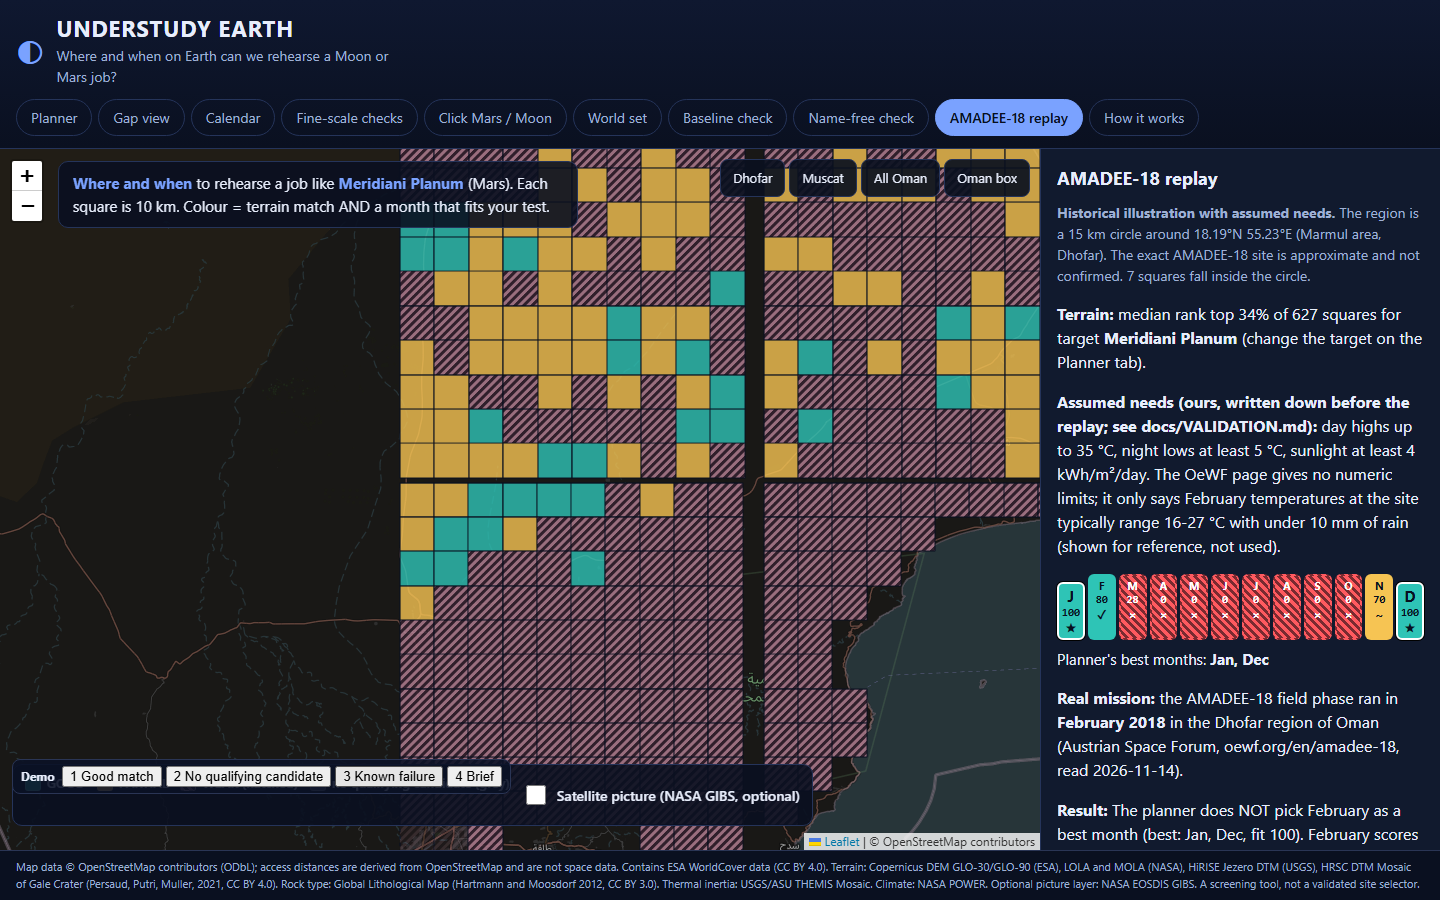 UNDERSTUDY EARTH
Where and when on Earth can we rehearse a Moon or
Mars job?
Planner
Gap view
Calendar
Fine-scale checks
Click Mars / Moon
World set
Baseline check
Name-free check
AMADEE-18 replay
How it works
+
−
Where and when to rehearse a job like Meridiani Planum (Mars). Each
square is 10 km. Colour = terrain match AND a month that fits your test.
Dhofar
Muscat
All Oman
Oman box
Demo
1 Good match
2 No qualifying candidate
3 Known failure
4 Brief
Satellite picture (NASA GIBS, optional)
Leaflet | © OpenStreetMap contributors
AMADEE-18 replay
Historical illustration with assumed needs. The region is
a 15 km circle around 18.19°N 55.23°E (Marmul area,
Dhofar). The exact AMADEE-18 site is approximate and not
confirmed. 7 squares fall inside the circle.
Terrain: median rank top 34% of 627 squares for
target Meridiani Planum (change the target on the
Planner tab).
Assumed needs (ours, written down before the
replay; see docs/VALIDATION.md): day highs up
to 35 °C, night lows at least 5 °C, sunlight at least 4
kWh/m²/day. The OeWF page gives no numeric
limits; it only says February temperatures at the site
typically range 16-27 °C with under 10 mm of rain
(shown for reference, not used).
J F M A M J J A S O N D
100 80 28 0 0 0 0 0 0 0 70 100
★ ✓ × × × × × × × × ~ ★
Planner's best months: Jan, Dec
Real mission: the AMADEE-18 field phase ran in
February 2018 in the Dhofar region of Oman
(Austrian Space Forum, oewf.org/en/amadee-18,
read 2026-11-14).
Result: The planner does NOT pick February as a
best month (best: Jan, Dec, fit 100). February scores
Map data © OpenStreetMap contributors (ODbL); access distances are derived from OpenStreetMap and are not space data. Contains ESA WorldCover data (CC BY 4.0). Terrain: Copernicus DEM GLO-30/GLO-90 (ESA), LOLA and MOLA (NASA), HiRISE Jezero DTM (USGS), HRSC DTM Mosaic
of Gale Crater (Persaud, Putri, Muller, 2021, CC BY 4.0). Rock type: Global Lithological Map (Hartmann and Moosdorf 2012, CC BY 3.0). Thermal inertia: USGS/ASU THEMIS Mosaic. Climate: NASA POWER. Optional picture layer: NASA EOSDIS GIBS. A screening tool, not a validated site selector.